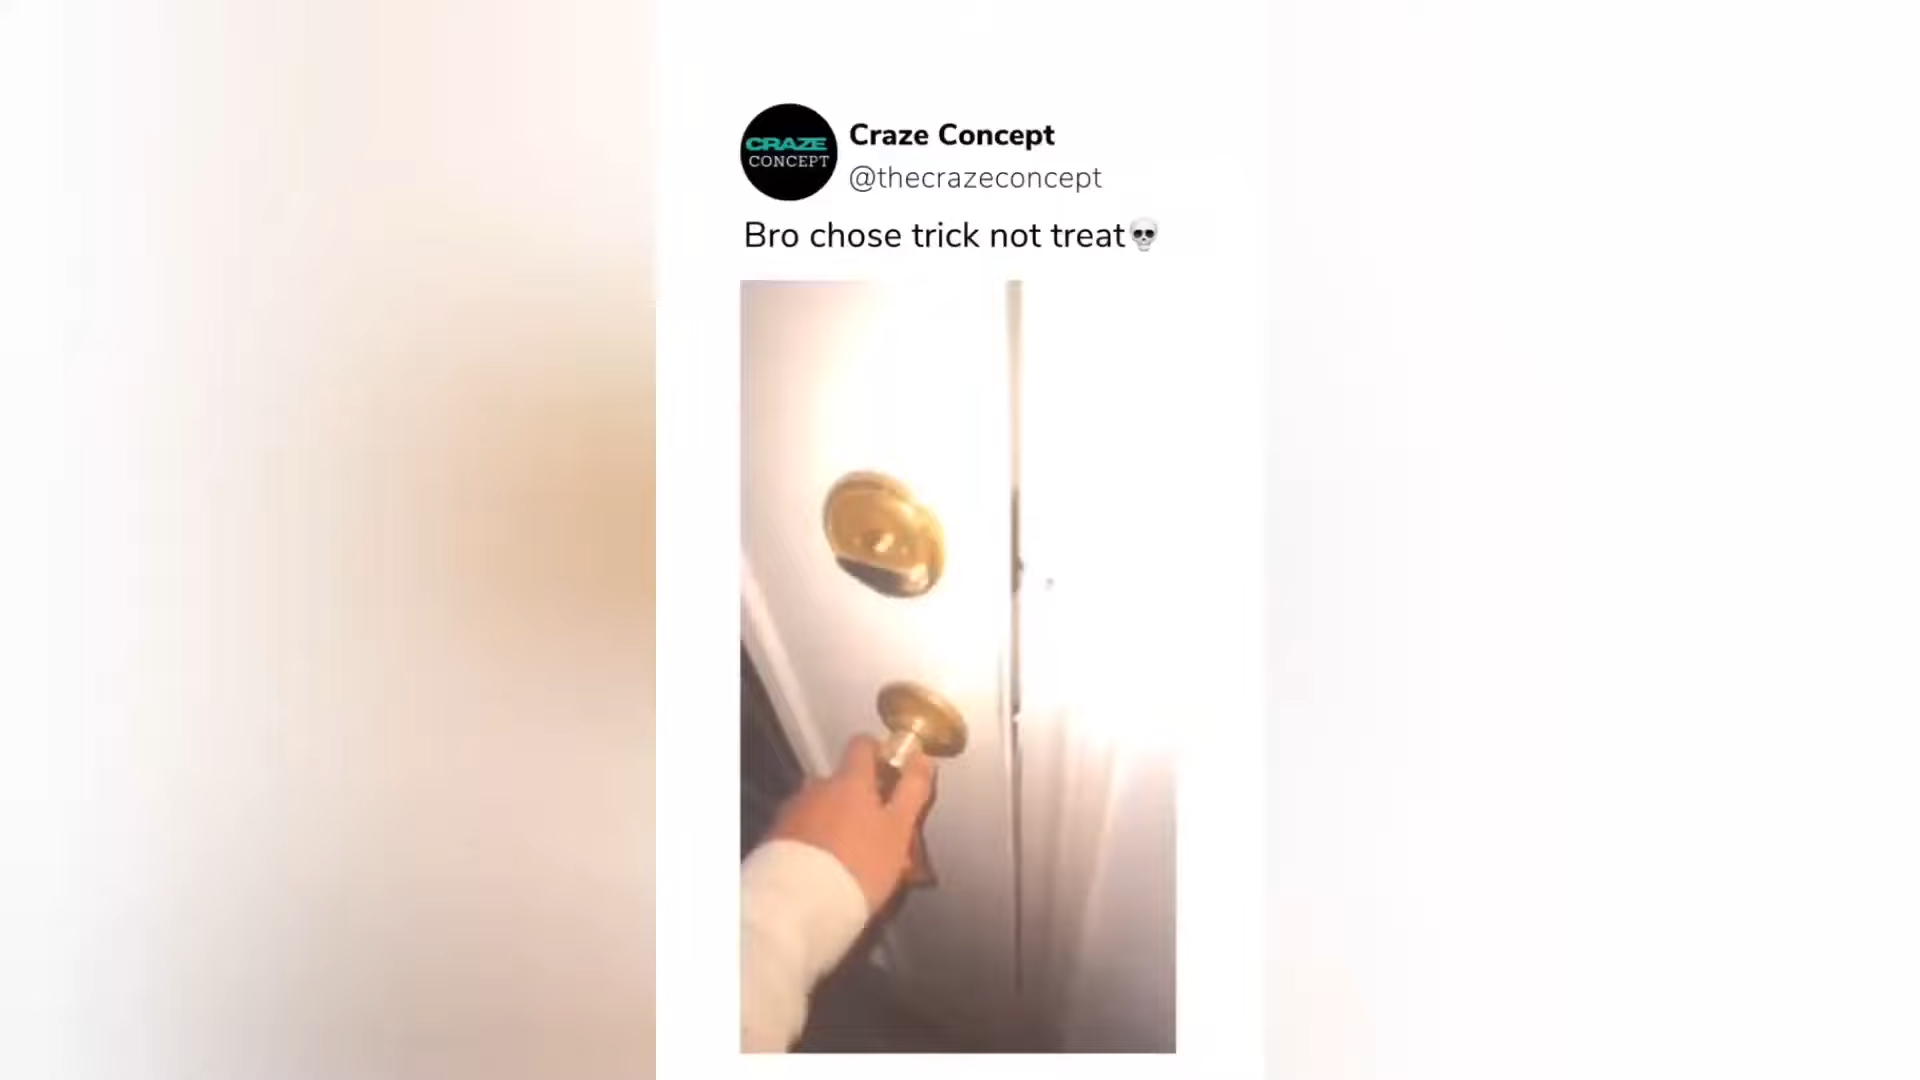 CRAZE
CONCEPT
Craze Concept
@thecrazeconcept
Bro chose trick not treat💀